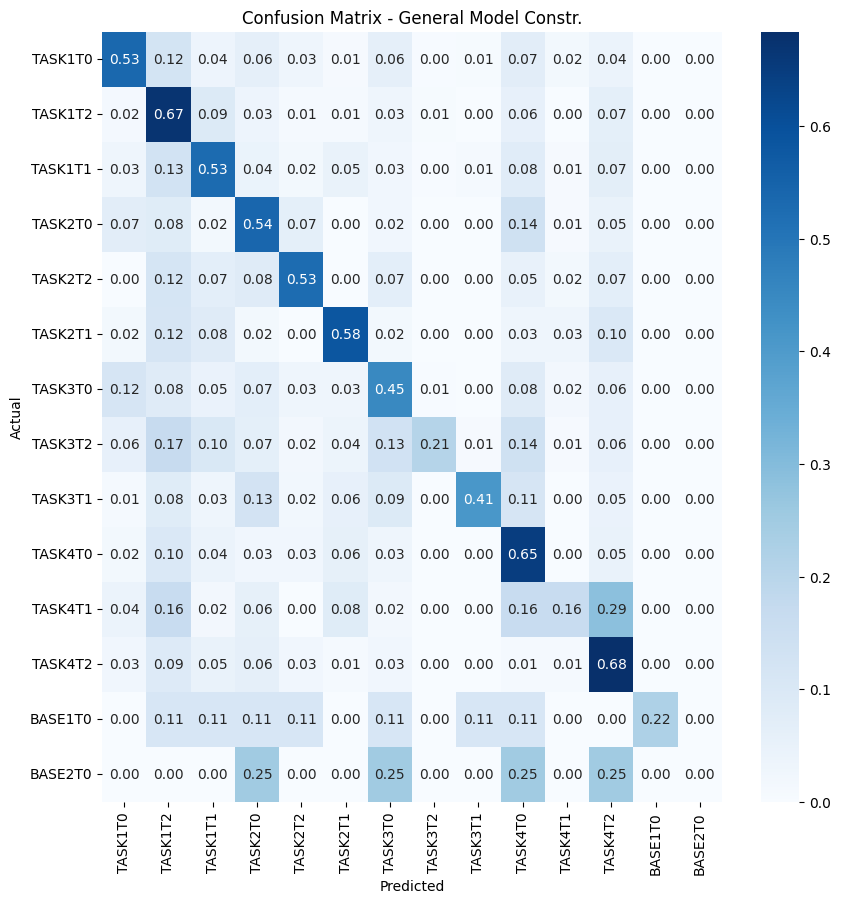 Confusion Matrix - General Model Constr.
TASK1T0 0.53 0.12 0.04 0.06 0.03 0.01 0.06 0.00 0.01 0.07 0.02 0.04 0.00 0.00
TASK1T2 0.02 0.67 0.09 0.03 0.01 0.01 0.03 0.01 0.00 0.06 0.00 0.07 0.00 0.00
TASK1T1 0.03 0.13 0.53 0.04 0.02 0.05 0.03 0.00 0.01 0.08 0.01 0.07 0.00 0.00
TASK2T0 0.07 0.08 0.02 0.54 0.07 0.00 0.02 0.00 0.00 0.14 0.01 0.05 0.00 0.00
TASK2T2 0.00 0.12 0.07 0.08 0.53 0.00 0.07 0.00 0.00 0.05 0.02 0.07 0.00 0.00
TASK2T1 0.02 0.12 0.08 0.02 0.00 0.58 0.02 0.00 0.00 0.03 0.03 0.10 0.00 0.00
TASK3T0 0.12 0.08 0.05 0.07 0.03 0.03 0.45 0.01 0.00 0.08 0.02 0.06 0.00 0.00
TASK3T2 0.06 0.17 0.10 0.07 0.02 0.04 0.13 0.21 0.01 0.14 0.01 0.06 0.00 0.00
TASK3T1 0.01 0.08 0.03 0.13 0.02 0.06 0.09 0.00 0.41 0.11 0.00 0.05 0.00 0.00
TASK4T0 0.02 0.10 0.04 0.03 0.03 0.06 0.03 0.00 0.00 0.65 0.00 0.05 0.00 0.00
TASK4T1 0.04 0.16 0.02 0.06 0.00 0.08 0.02 0.00 0.00 0.16 0.16 0.29 0.00 0.00
TASK4T2 0.03 0.09 0.05 0.06 0.03 0.01 0.03 0.00 0.00 0.01 0.01 0.68 0.00 0.00
BASE1T0 0.00 0.11 0.11 0.11 0.11 0.00 0.11 0.00 0.11 0.11 0.00 0.00 0.22 0.00
BASE2T0 0.00 0.00 0.00 0.25 0.00 0.00 0.25 0.00 0.00 0.25 0.00 0.25 0.00 0.00
Actual
TASK1T0 TASK1T2 TASK1T1 TASK2T0 TASK2T2 TASK2T1 TASK3T0 TASK3T2 TASK3T1 TASK4T0 TASK4T1 TASK4T2 BASE1T0 BASE2T0
Predicted
0.6
0.5
0.4
0.3
0.2
0.1
0.0